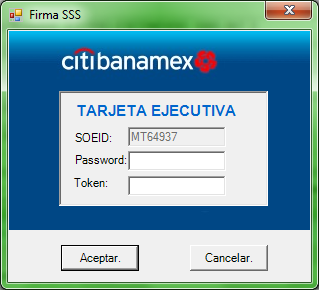 Firma SSS
citibanamex
TARJETA EJECUTIVA
SOEID: MT64937
Password:
Token:
Aceptar. Cancelar.